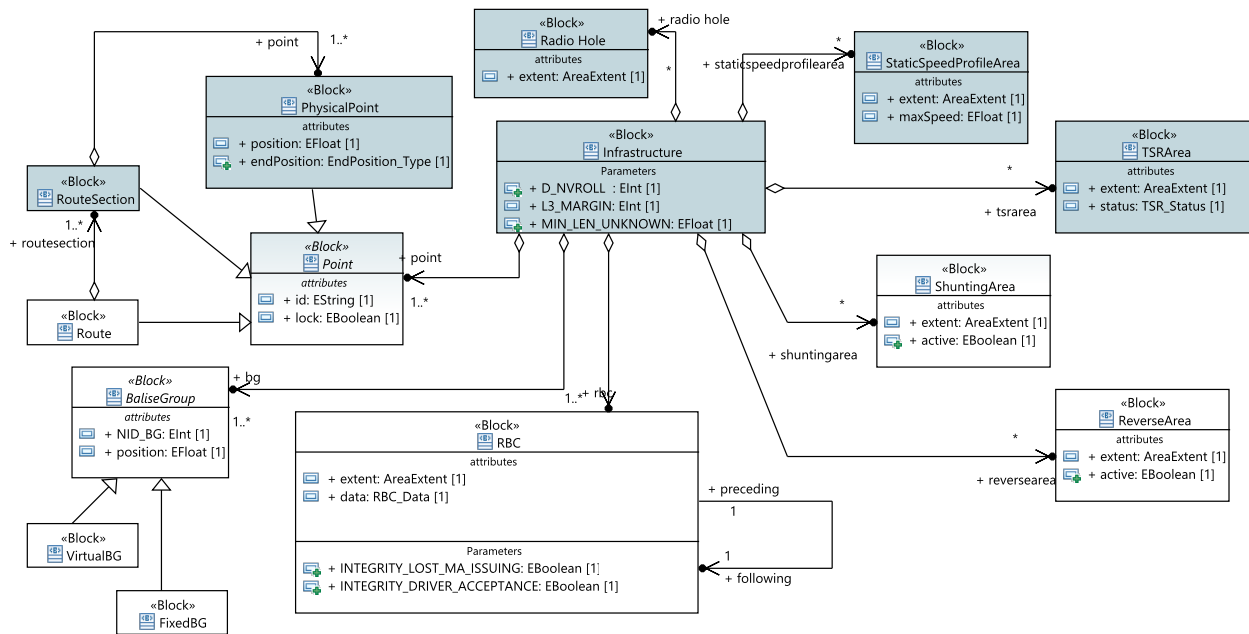 «Block»
Radio Hole
attributes
+ extent: AreaExtent [1]
+ radio hole
*
+ point
1..*
«Block»
PhysicalPoint
attributes
+ position: EFloat [1]
+ endPosition: EndPosition_Type [1]
*
+ staticspeedprofilearea
«Block»
StaticSpeedProfileArea
attributes
+ extent: AreaExtent [1]
+ maxSpeed: EFloat [1]
«Block»
Infrastructure
Parameters
+ D_NVROLL : EInt [1]
+ L3_MARGIN: EInt [1]
+ MIN_LEN_UNKNOWN: EFloat [1]
«Block»
TSRArea
attributes
+ extent: AreaExtent [1]
+ status: TSR_Status [1]
*
+ tsrarea
«Block»
RouteSection
1..*
+ routesection
«Block»
Point
attributes
+ id: EString [1]
+ lock: EBoolean [1]
+ point
1..*
«Block»
Route
«Block»
ShuntingArea
attributes
+ extent: AreaExtent [1]
+ active: EBoolean [1]
*
+ shuntingarea
«Block»
BaliseGroup
attributes
+ NID_BG: EInt [1]
+ position: EFloat [1]
+ bg
1..*
1..*
+ rbc
«Block»
RBC
attributes
+ extent: AreaExtent [1]
+ data: RBC_Data [1]
Parameters
+ INTEGRITY_LOST_MA_ISSUING: EBoolean [1]
+ INTEGRITY_DRIVER_ACCEPTANCE: EBoolean [1]
+ preceding
1
1
+ following
«Block»
ReverseArea
attributes
+ extent: AreaExtent [1]
+ active: EBoolean [1]
*
+ reversearea
«Block»
VirtualBG
«Block»
FixedBG